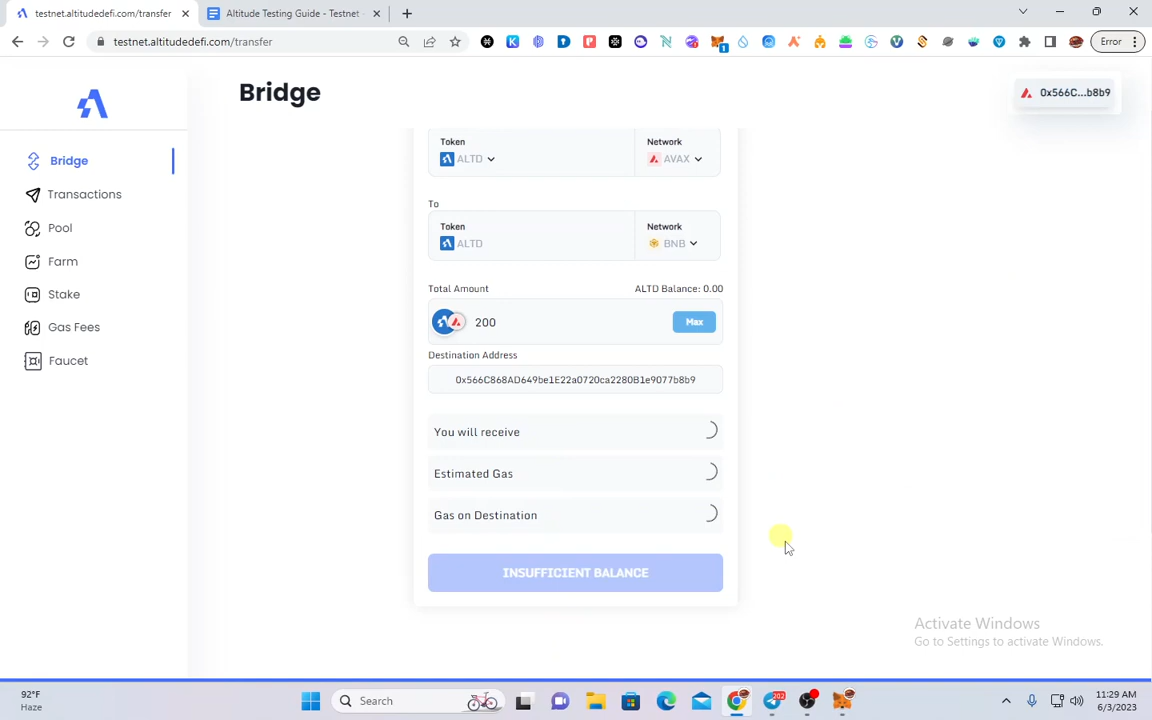 testnet.altitudedefi.com/transfer
Altitude Testing Guide - Testnet
testnet.altitudedefi.com/transfer
Error
Bridge
0x566C...b8b9
Bridge
Transactions
Pool
Farm
Stake
Gas Fees
Faucet
Token
Network
ALTD
AVAX
To
Token
Network
ALTD
BNB
Total Amount
ALTD Balance: 0.00
200
Max
Destination Address
0x566C868AD649be1E22a0720ca2280B1e9077b8b9
You will receive
Estimated Gas
Gas on Destination
INSUFFICIENT BALANCE
Activate Windows
Go to Settings to activate Windows.
92°F
Haze
Search
202
11:29 AM
6/3/2023